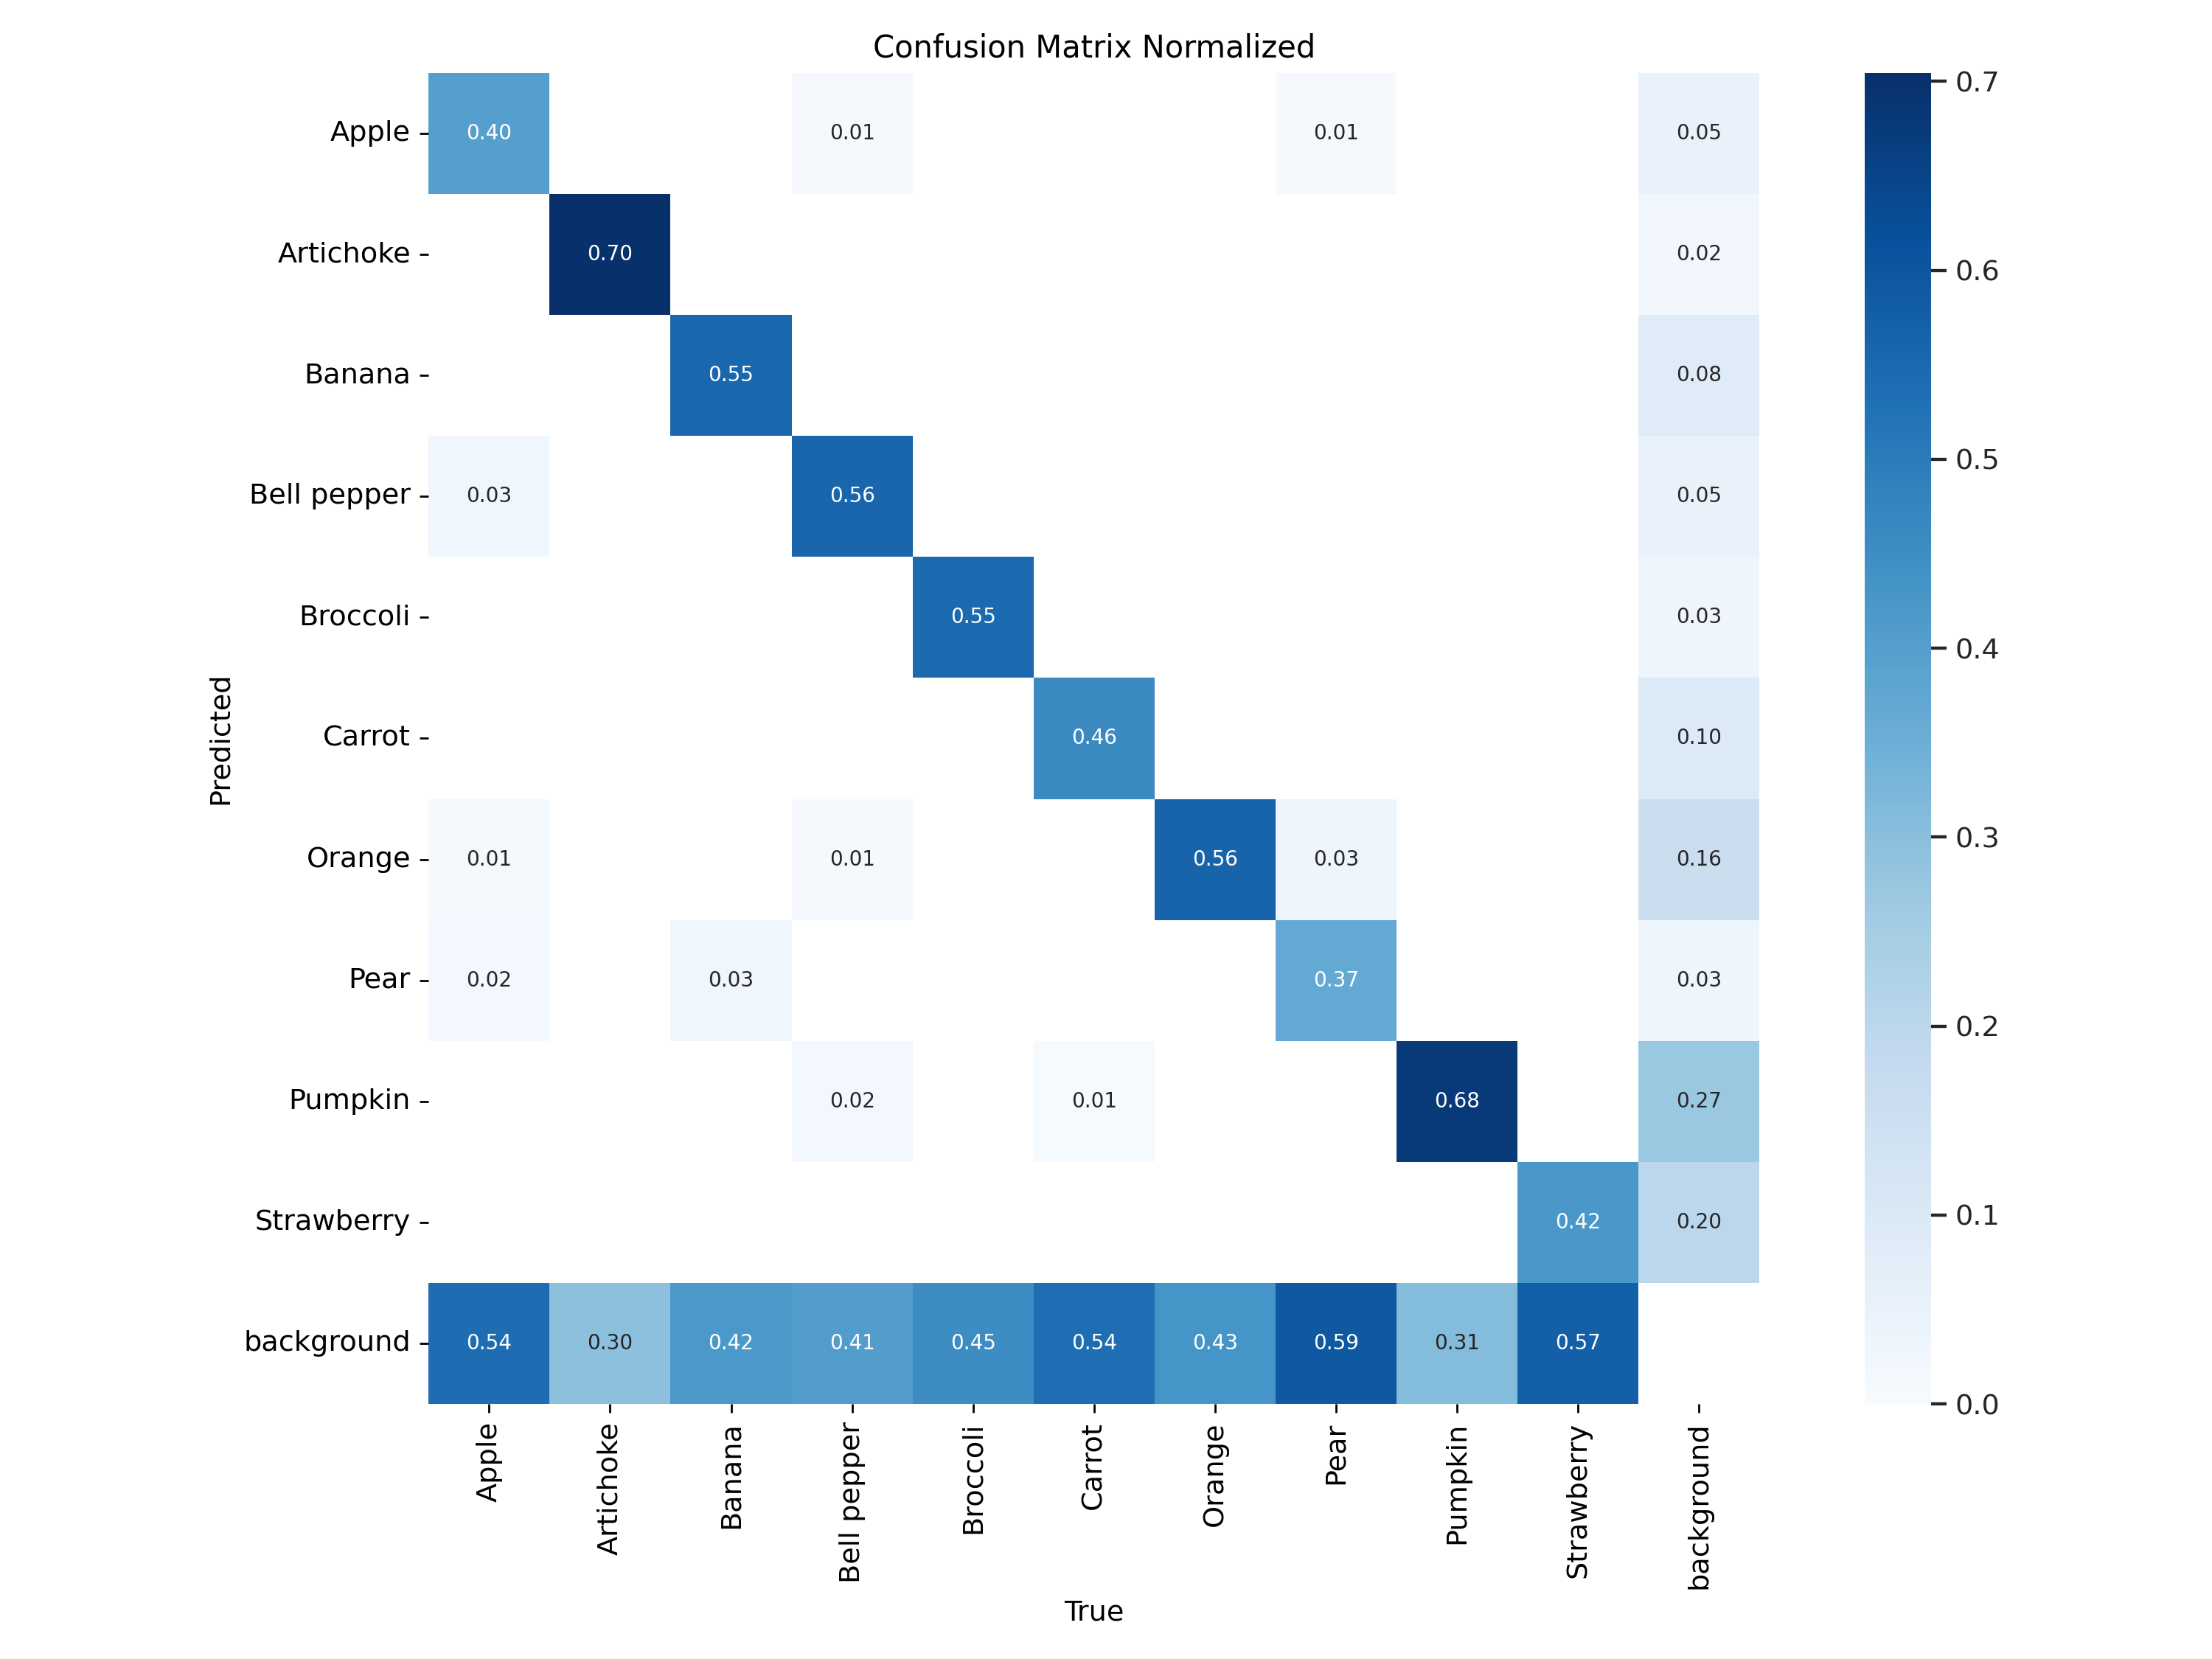 Confusion Matrix Normalized
Apple 0.40 0.01 0.01 0.05
Artichoke 0.70 0.02
Banana 0.55 0.08
Bell pepper 0.03 0.56 0.05
Broccoli 0.55 0.03
Carrot 0.46 0.10
Orange 0.01 0.01 0.56 0.03 0.16
Pear 0.02 0.03 0.37 0.03
Pumpkin 0.02 0.01 0.68 0.27
Strawberry 0.42 0.20
background 0.54 0.30 0.42 0.41 0.45 0.54 0.43 0.59 0.31 0.57
Predicted
Apple
Artichoke
Banana
Bell pepper
Broccoli
Carrot
Orange
Pear
Pumpkin
Strawberry
background
True
0.7
0.6
0.5
0.4
0.3
0.2
0.1
0.0